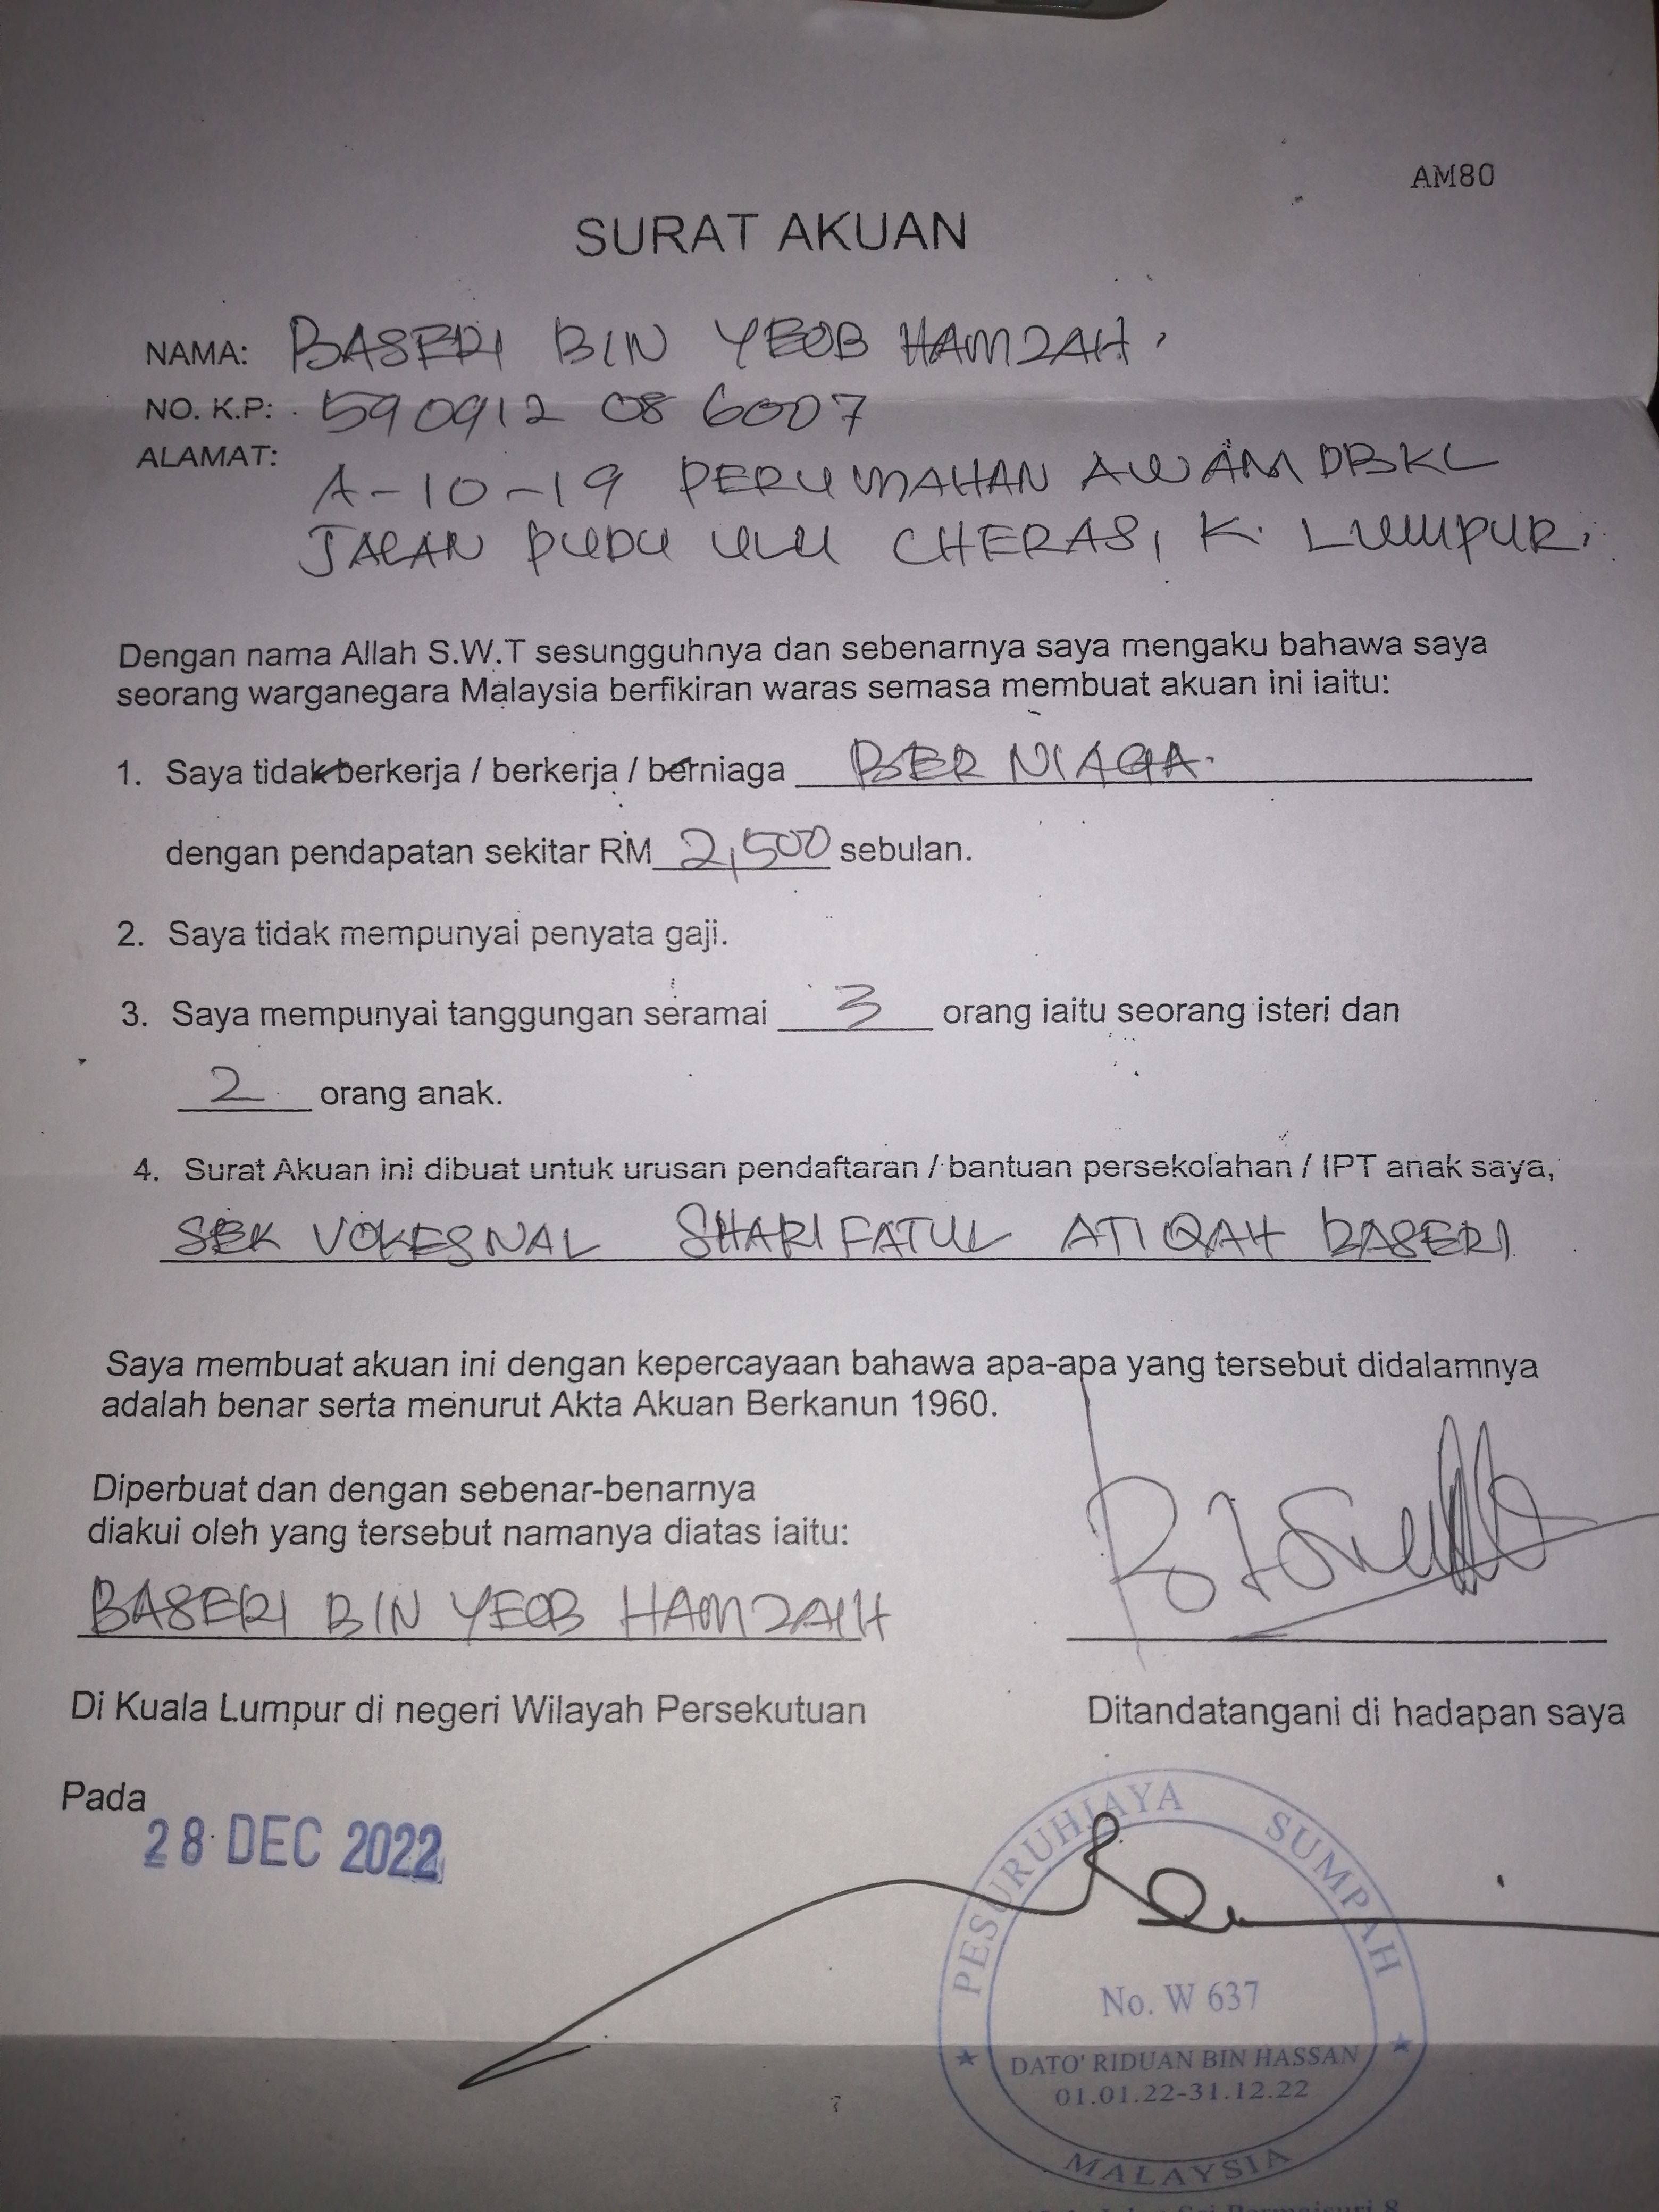 AM80
SURAT AKUAN
NAMA: BASERI BIN YEOB HAMZAH.
NO. K.P: 590912 08 6007
ALAMAT: A-10-19 PERUMAHAN AWAM DBKL
JALAN PUDU ULU CHERAS, K. LUMPUR.
Dengan nama Allah S.W.T sesungguhnya dan sebenarnya saya mengaku bahawa saya
seorang warganegara Malaysia berfikiran waras semasa membuat akuan ini iaitu:
1. Saya tidak berkerja / berkerja / berniaga BERNIAGA.
dengan pendapatan sekitar RM 2,500 sebulan.
2. Saya tidak mempunyai penyata gaji.
3. Saya mempunyai tanggungan seramai 3 orang iaitu seorang isteri dan
2 orang anak.
4. Surat Akuan ini dibuat untuk urusan pendaftaran / bantuan persekolahan / IPT anak saya,
SEK VOKESNAL SHARIFATUL ATIQAH BASERI
Saya membuat akuan ini dengan kepercayaan bahawa apa-apa yang tersebut didalamnya
adalah benar serta menurut Akta Akuan Berkanun 1960.
Diperbuat dan dengan sebenar-benarnya
diakui oleh yang tersebut namanya diatas iaitu:
BASERI BIN YEOB HAMZAH
Di Kuala Lumpur di negeri Wilayah Persekutuan
Ditandatangani di hadapan saya
Pada
28 DEC 2022
PESURUHJAYA SUMPAH
No. W 637
DATO' RIDUAN BIN HASSAN
01.01.22-31.12.22
MALAYSIA